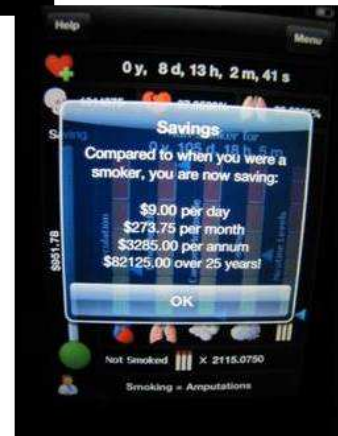 Help
Menu
0 y, 8 d, 13 h, 2 m, 41 s
Savings
Compared to when you were a
smoker, you are now saving:
$9.00 per day
$273.75 per month
$3285.00 per annum
$82125.00 over 25 years!
OK
$951.78
Not Smoked X 2115.0750
Smoking = Amputations